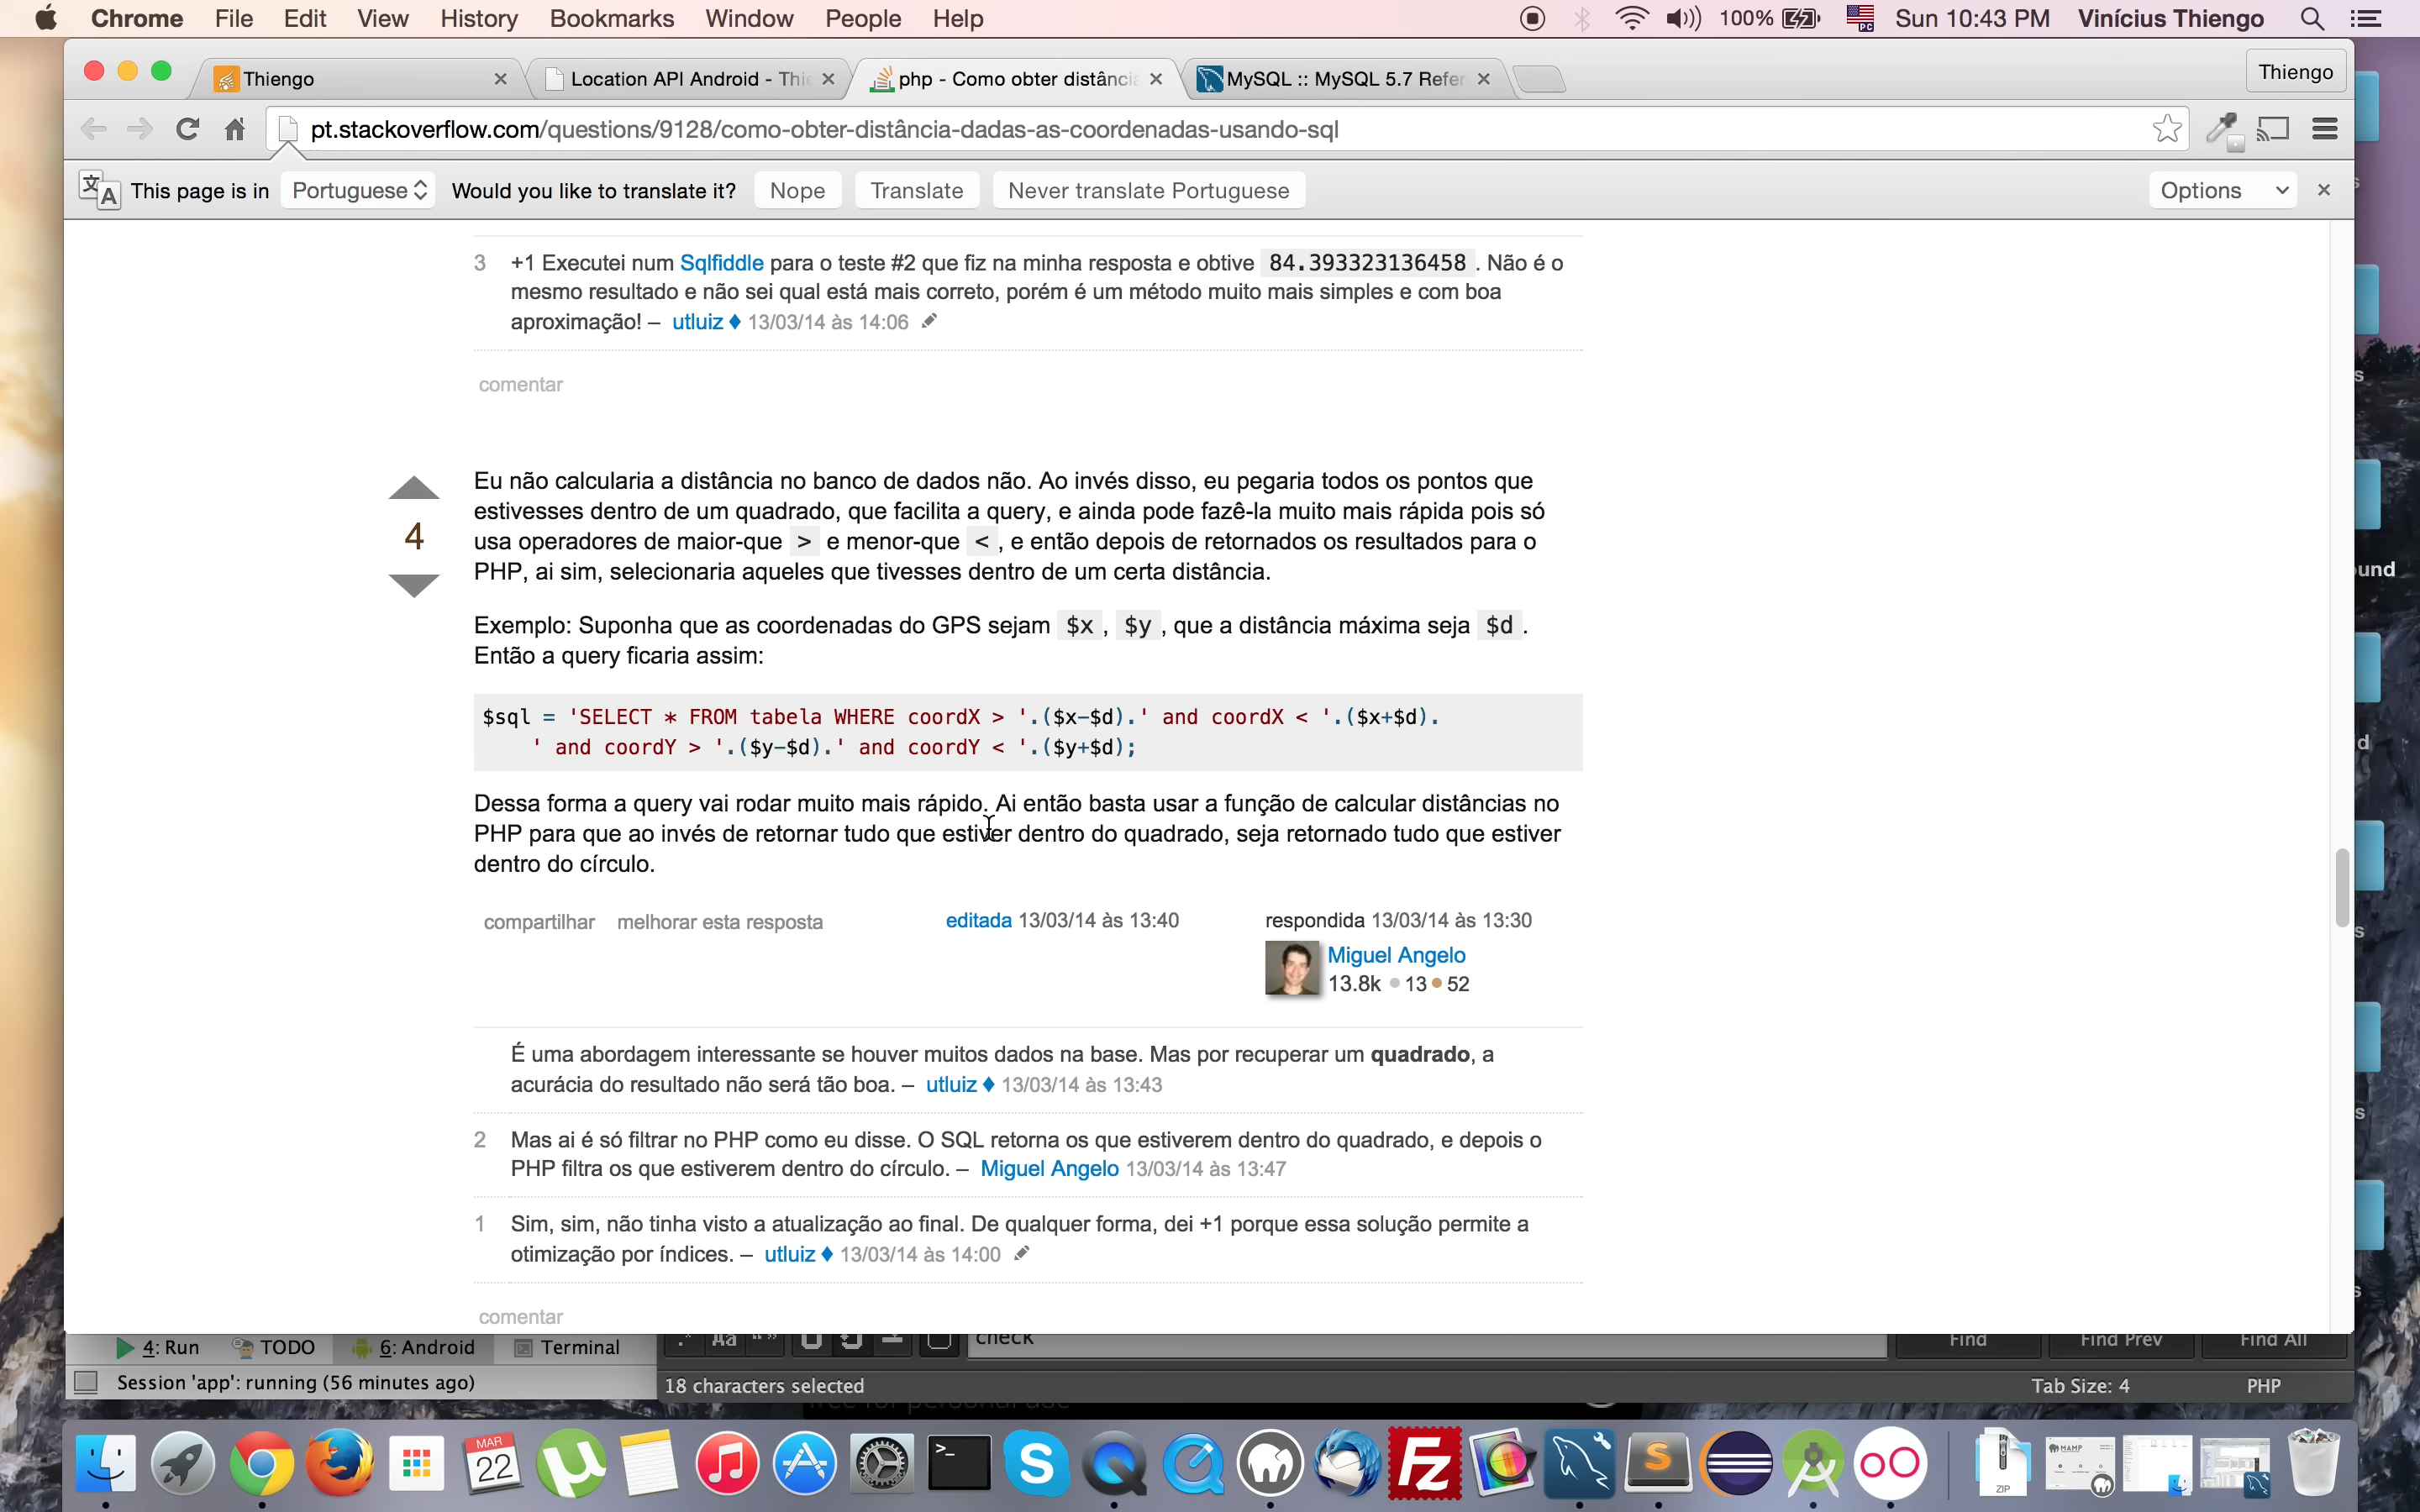 Chrome File Edit View History Bookmarks Window People Help 100% Sun 10:43 PM Vinícius Thiengo
Thiengo
Location API Android - Thie
php - Como obter distância
MySQL :: MySQL 5.7 Refer
Thiengo
pt.stackoverflow.com/questions/9128/como-obter-distância-dadas-as-coordenadas-usando-sql
This page is in Portuguese Would you like to translate it? Nope Translate Never translate Portuguese Options
3 +1 Executei num Sqlfiddle para o teste #2 que fiz na minha resposta e obtive 84.393323136458 . Não é o
mesmo resultado e não sei qual está mais correto, porém é um método muito mais simples e com boa
aproximação! – utluiz ♦ 13/03/14 às 14:06
comentar
Eu não calcularia a distância no banco de dados não. Ao invés disso, eu pegaria todos os pontos que
estivesses dentro de um quadrado, que facilita a query, e ainda pode fazê-la muito mais rápida pois só
4
usa operadores de maior-que > e menor-que < , e então depois de retornados os resultados para o
PHP, ai sim, selecionaria aqueles que tivesses dentro de um certa distância.
Exemplo: Suponha que as coordenadas do GPS sejam $x , $y , que a distância máxima seja $d .
Então a query ficaria assim:
$sql = 'SELECT * FROM tabela WHERE coordX > '.($x-$d).' and coordX < '.($x+$d).
' and coordY > '.($y-$d).' and coordY < '.($y+$d);
Dessa forma a query vai rodar muito mais rápido. Ai então basta usar a função de calcular distâncias no
PHP para que ao invés de retornar tudo que estiver dentro do quadrado, seja retornado tudo que estiver
dentro do círculo.
compartilhar melhorar esta resposta editada 13/03/14 às 13:40 respondida 13/03/14 às 13:30
Miguel Angelo
13.8k 13 52
É uma abordagem interessante se houver muitos dados na base. Mas por recuperar um quadrado, a
acurácia do resultado não será tão boa. – utluiz ♦ 13/03/14 às 13:43
2 Mas ai é só filtrar no PHP como eu disse. O SQL retorna os que estiverem dentro do quadrado, e depois o
PHP filtra os que estiverem dentro do círculo. – Miguel Angelo 13/03/14 às 13:47
1 Sim, sim, não tinha visto a atualização ao final. De qualquer forma, dei +1 porque essa solução permite a
otimização por índices. – utluiz ♦ 13/03/14 às 14:00
comentar
4: Run TODO 6: Android Terminal check Find Find Prev Find All
Session 'app': running (56 minutes ago) 18 characters selected Tab Size: 4 PHP
MAR
22
ZIP
MAMP